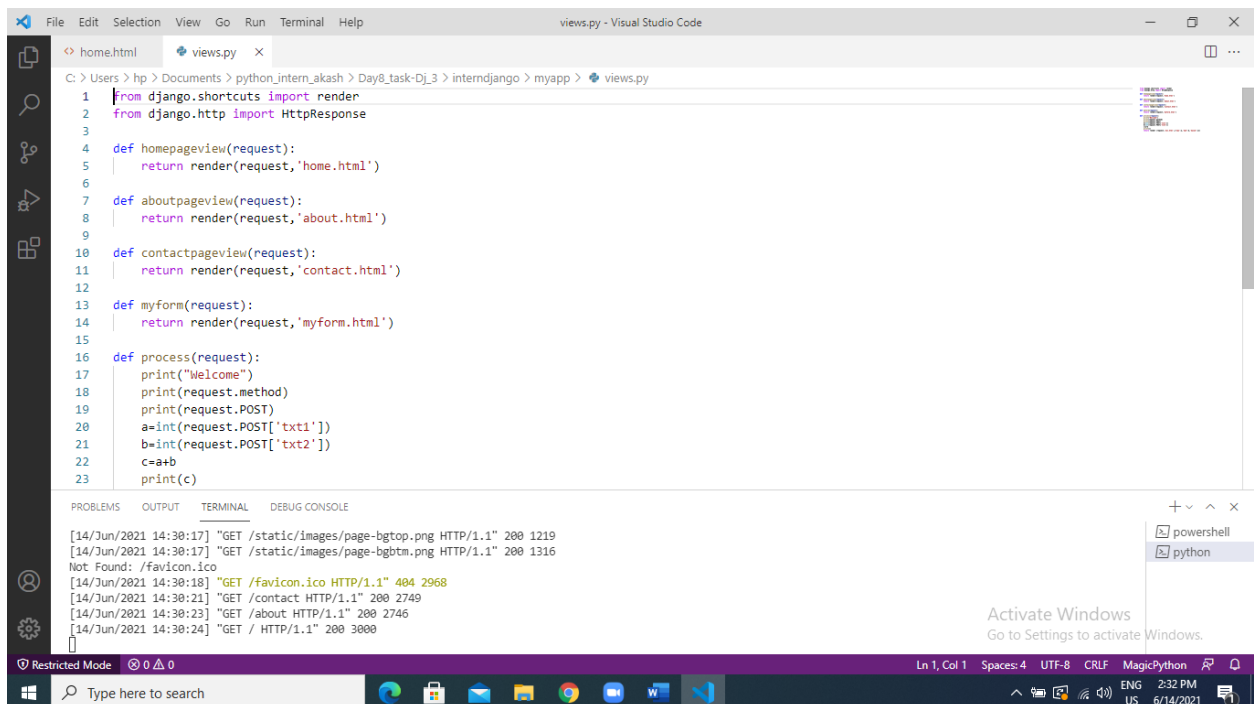 File Edit Selection View Go Run Terminal Help views.py - Visual Studio Code
home.html views.py
C: > Users > hp > Documents > python_intern_akash > Day8_task-Dj_3 > interndjango > myapp > views.py
1 from django.shortcuts import render
2 from django.http import HttpResponse
3
4 def homepageview(request):
5 return render(request,'home.html')
6
7 def aboutpageview(request):
8 return render(request,'about.html')
9
10 def contactpageview(request):
11 return render(request,'contact.html')
12
13 def myform(request):
14 return render(request,'myform.html')
15
16 def process(request):
17 print("Welcome")
18 print(request.method)
19 print(request.POST)
20 a=int(request.POST['txt1'])
21 b=int(request.POST['txt2'])
22 c=a+b
23 print(c)
PROBLEMS OUTPUT TERMINAL DEBUG CONSOLE
powershell
python
[14/Jun/2021 14:30:17] "GET /static/images/page-bgtop.png HTTP/1.1" 200 1219
[14/Jun/2021 14:30:17] "GET /static/images/page-bgbtm.png HTTP/1.1" 200 1316
Not Found: /favicon.ico
[14/Jun/2021 14:30:18] "GET /favicon.ico HTTP/1.1" 404 2968
[14/Jun/2021 14:30:21] "GET /contact HTTP/1.1" 200 2749
[14/Jun/2021 14:30:23] "GET /about HTTP/1.1" 200 2746
[14/Jun/2021 14:30:24] "GET / HTTP/1.1" 200 3000
Activate Windows
Go to Settings to activate Windows.
Restricted Mode 0 0 Ln 1, Col 1 Spaces: 4 UTF-8 CRLF MagicPython
Type here to search
ENG
US
2:32 PM
6/14/2021
1